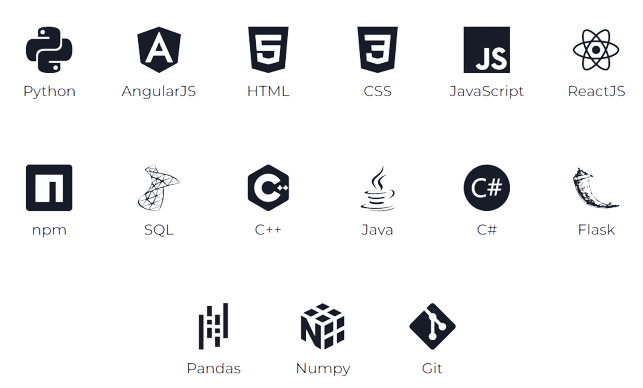 Python AngularJS HTML CSS JavaScript ReactJS
npm SQL C++ Java C# Flask
Pandas Numpy Git